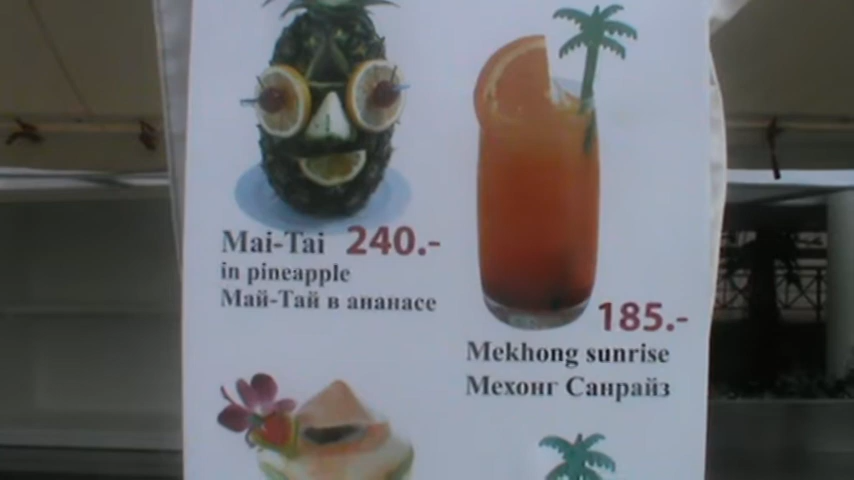 Mai-Tai 240.-
in pineapple
Май-Тай в ананасе
185.-
Mekhong sunrise
Мехонг Санрайз